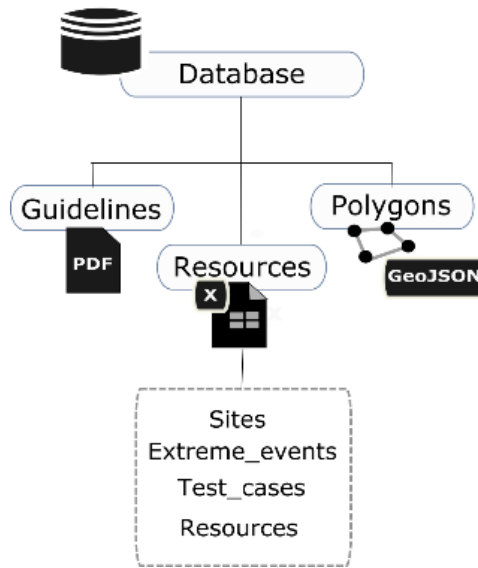 Database
Guidelines
PDF
Polygons
GeoJSON
Resources
X
Sites
Extreme_events
Test_cases
Resources